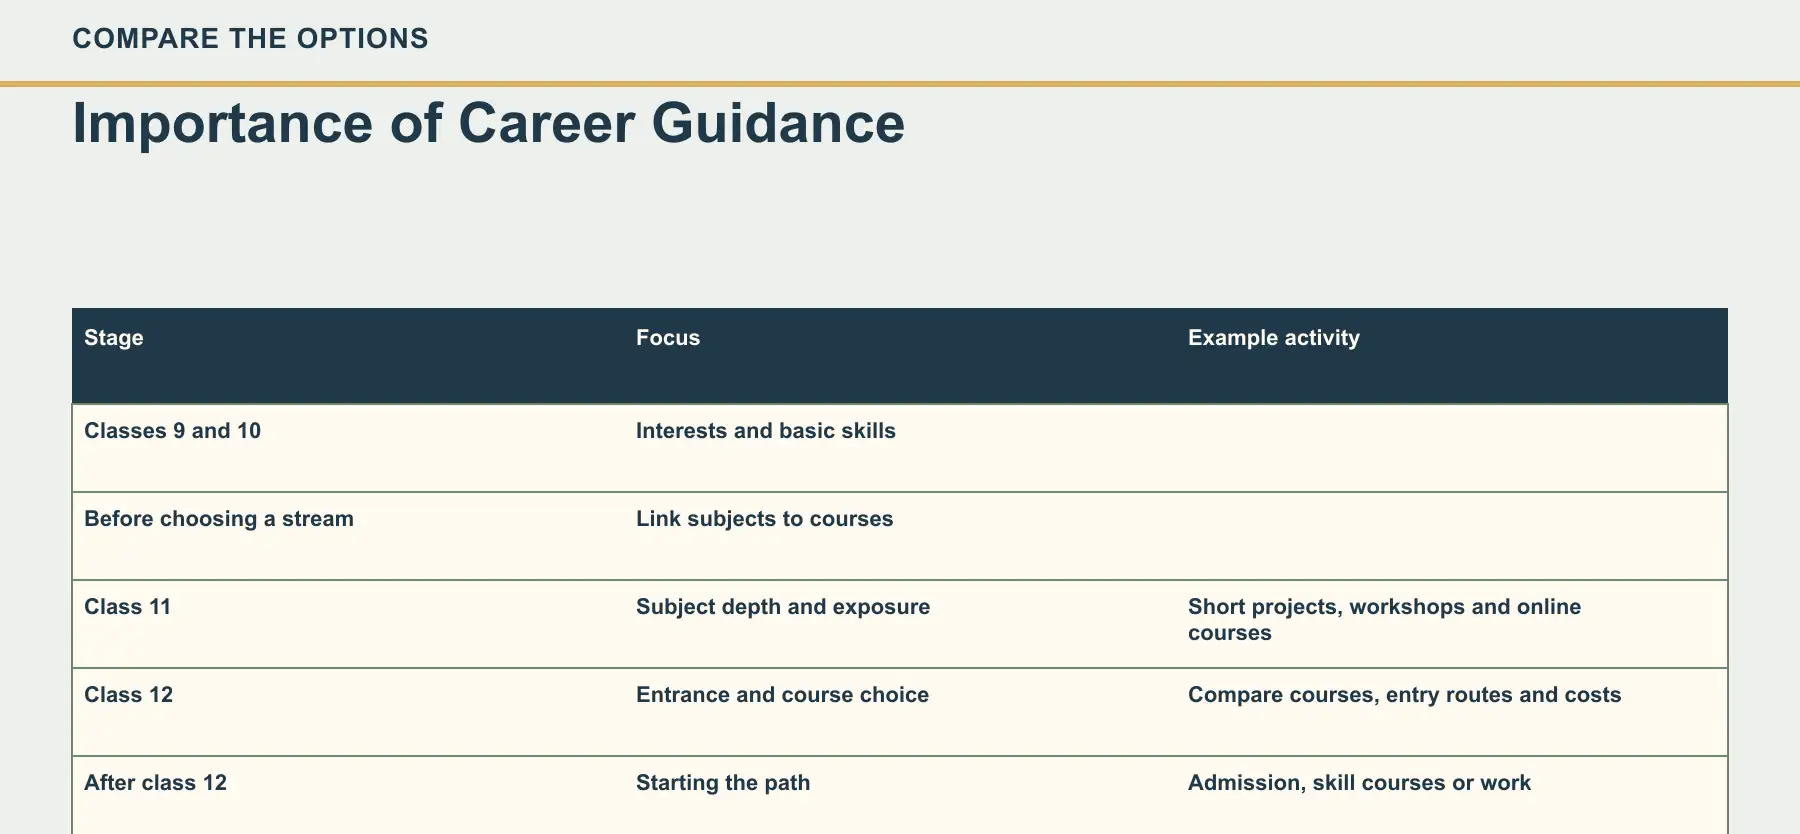 COMPARE THE OPTIONS
Importance of Career Guidance
Stage Focus Example activity
Classes 9 and 10 Interests and basic skills
Before choosing a stream Link subjects to courses
Class 11 Subject depth and exposure Short projects, workshops and online
courses
Class 12 Entrance and course choice Compare courses, entry routes and costs
After class 12 Starting the path Admission, skill courses or work